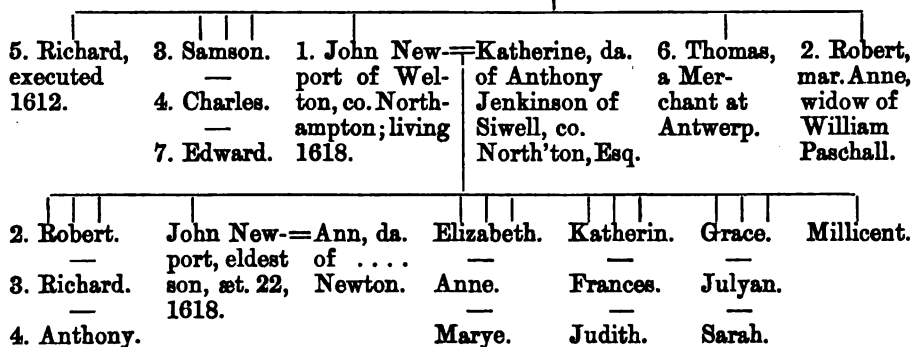 5. Richard,
executed
1612.
3. Samson.
—
4. Charles.
—
7. Edward.
1. John New-
port of Wel-
ton, co. North-
ampton; living
1618.
=Katherine, da.
of Anthony
Jenkinson of
Siwell, co.
North'ton, Esq.
6. Thomas,
a Mer-
chant at
Antwerp.
2. Robert,
mar. Anne,
widow of
William
Paschall.
2. Robert.
—
3. Richard.
—
4. Anthony.
John New-
port, eldest
son, æt. 22,
1618.
=Ann, da.
of ....
Newton.
Elizabeth.
—
Anne.
—
Marye.
Katherin.
—
Frances.
—
Judith.
Grace.
—
Julyan.
—
Sarah.
Millicent.